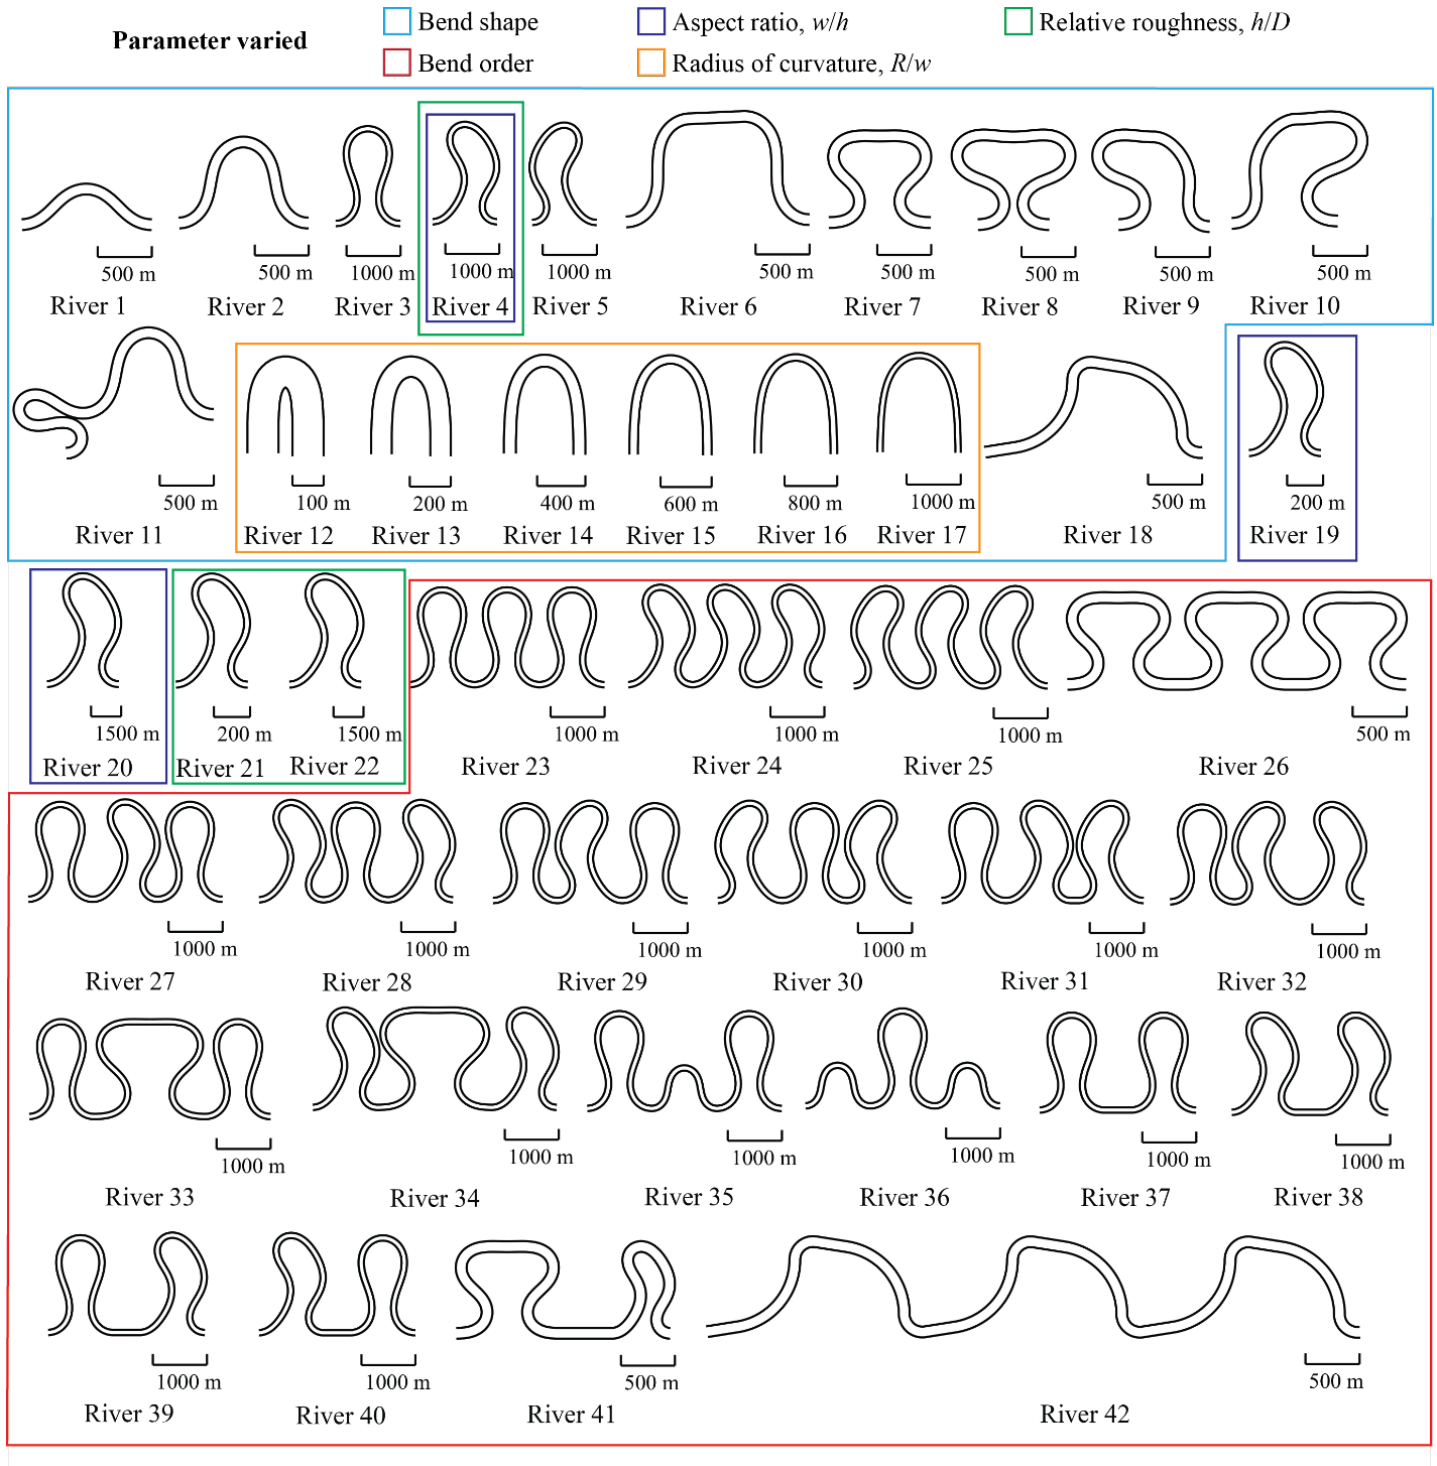 Parameter varied
Bend shape
Aspect ratio, w/h
Relative roughness, h/D
Bend order
Radius of curvature, R/w
500 m 500 m 1000 m 1000 m 1000 m 500 m 500 m 500 m 500 m 500 m
River 1 River 2 River 3 River 4 River 5 River 6 River 7 River 8 River 9 River 10
500 m 100 m 200 m 400 m 600 m 800 m 1000 m 500 m 200 m
River 11 River 12 River 13 River 14 River 15 River 16 River 17 River 18 River 19
1500 m 200 m 1500 m 1000 m 1000 m 1000 m 500 m
River 20 River 21 River 22 River 23 River 24 River 25 River 26
1000 m 1000 m 1000 m 1000 m 1000 m 1000 m
River 27 River 28 River 29 River 30 River 31 River 32
1000 m 1000 m 1000 m 1000 m 1000 m 1000 m
River 33 River 34 River 35 River 36 River 37 River 38
1000 m 1000 m 500 m 500 m
River 39 River 40 River 41 River 42